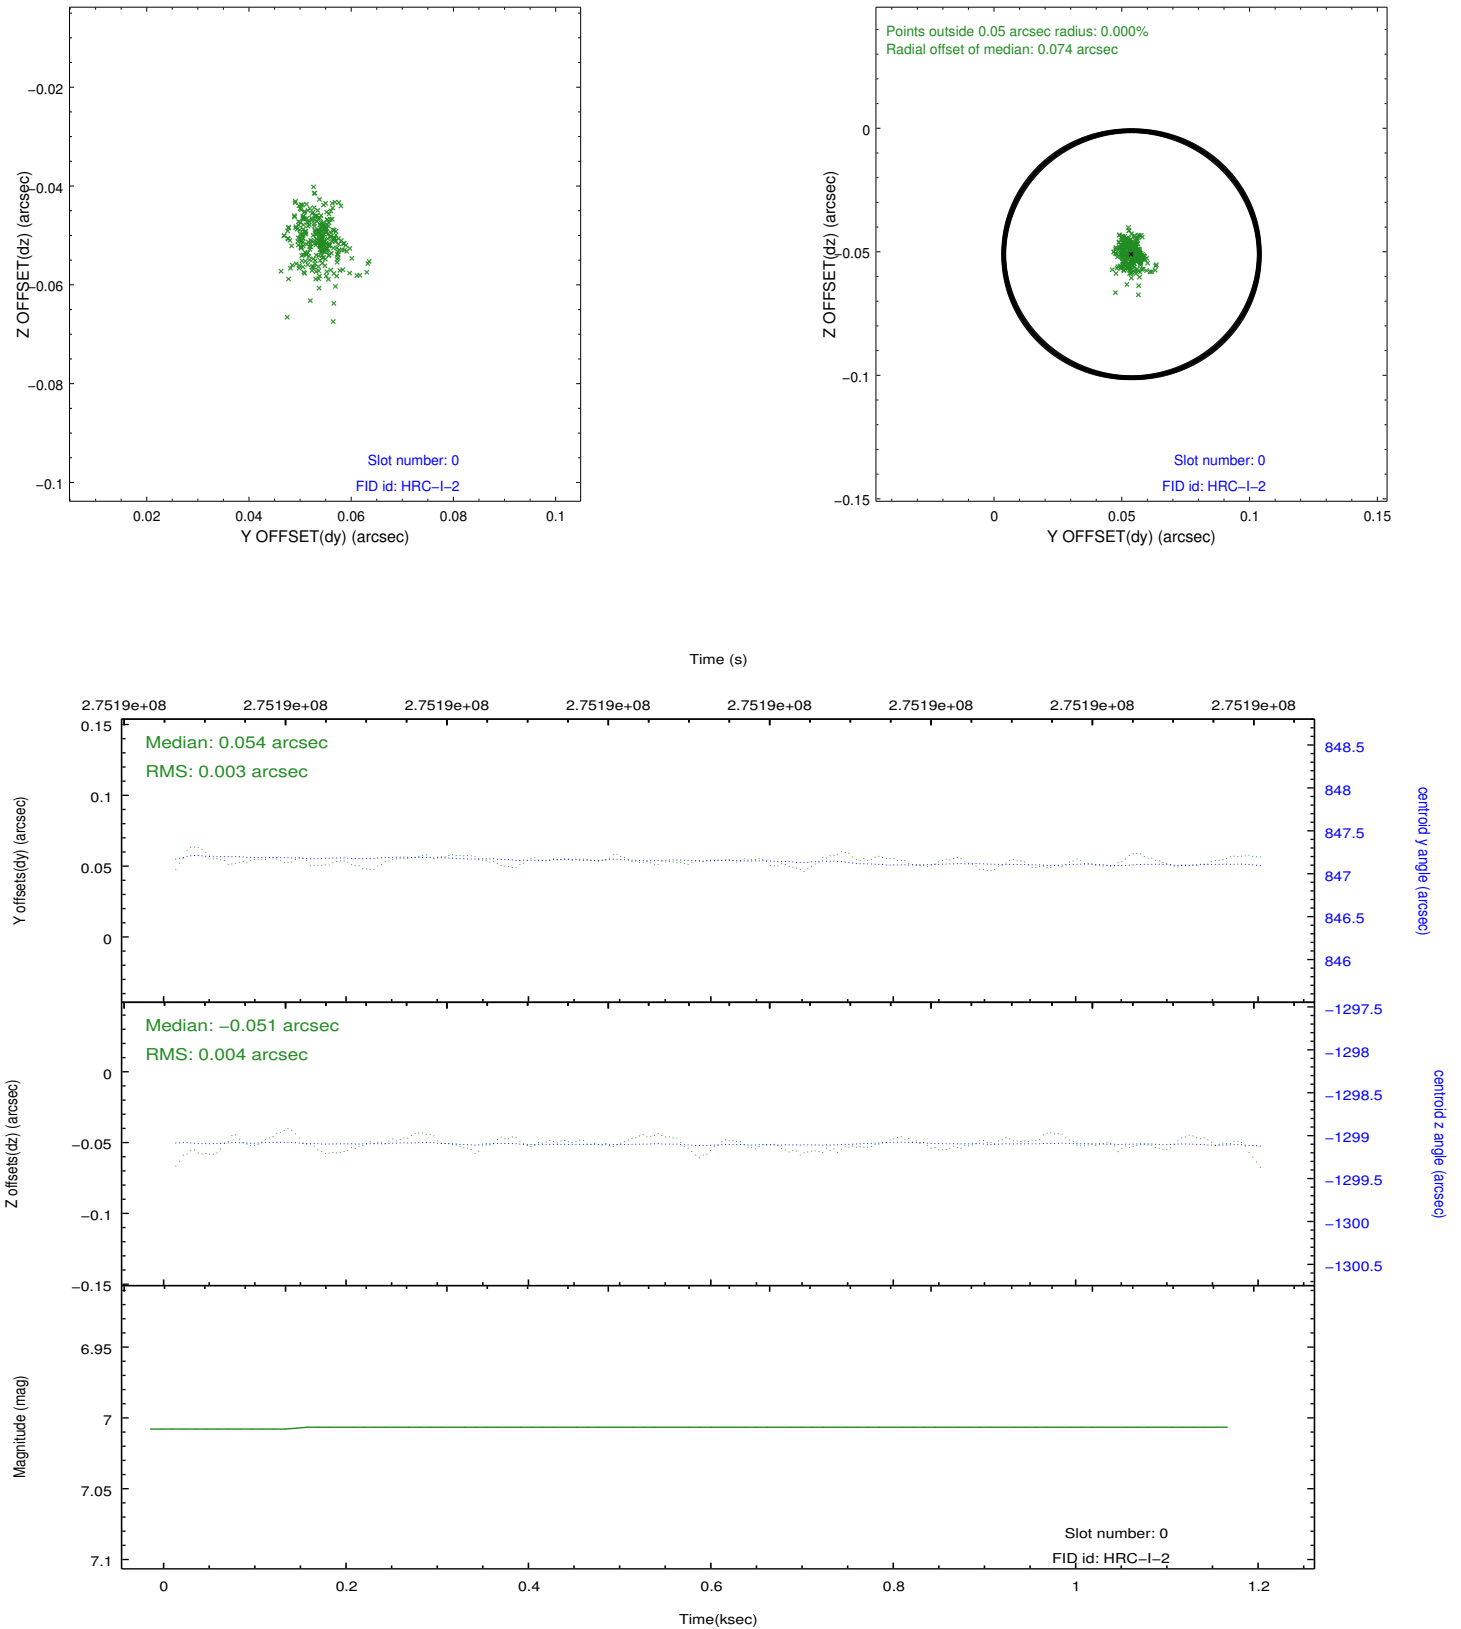 −0.02
−0.04
−0.06
−0.08
−0.1
Z OFFSET(dz) (arcsec)
Slot number: 0
FID id: HRC−I−2
0.02 0.04 0.06 0.08 0.1
Y OFFSET(dy) (arcsec)
Points outside 0.05 arcsec radius: 0.000%
Radial offset of median: 0.074 arcsec
0
−0.05
−0.1
−0.15
Z OFFSET(dz) (arcsec)
Slot number: 0
FID id: HRC−I−2
0 0.05 0.1 0.15
Y OFFSET(dy) (arcsec)
Time (s)
2.7519e+08 2.7519e+08 2.7519e+08 2.7519e+08 2.7519e+08 2.7519e+08 2.7519e+08 2.7519e+08
Median: 0.054 arcsec
RMS: 0.003 arcsec
0.15
0.1
0.05
0
Y offsets(dy) (arcsec)
848.5
848
847.5
847
846.5
846
centroid y angle (arcsec)
Median: −0.051 arcsec
RMS: 0.004 arcsec
0
−0.05
−0.1
−0.15
Z offsets(dz) (arcsec)
−1297.5
−1298
−1298.5
−1299
−1299.5
−1300
−1300.5
centroid z angle (arcsec)
6.95
7
7.05
7.1
Magnitude (mag)
Slot number: 0
FID id: HRC−I−2
0 0.2 0.4 0.6 0.8 1 1.2
Time(ksec)